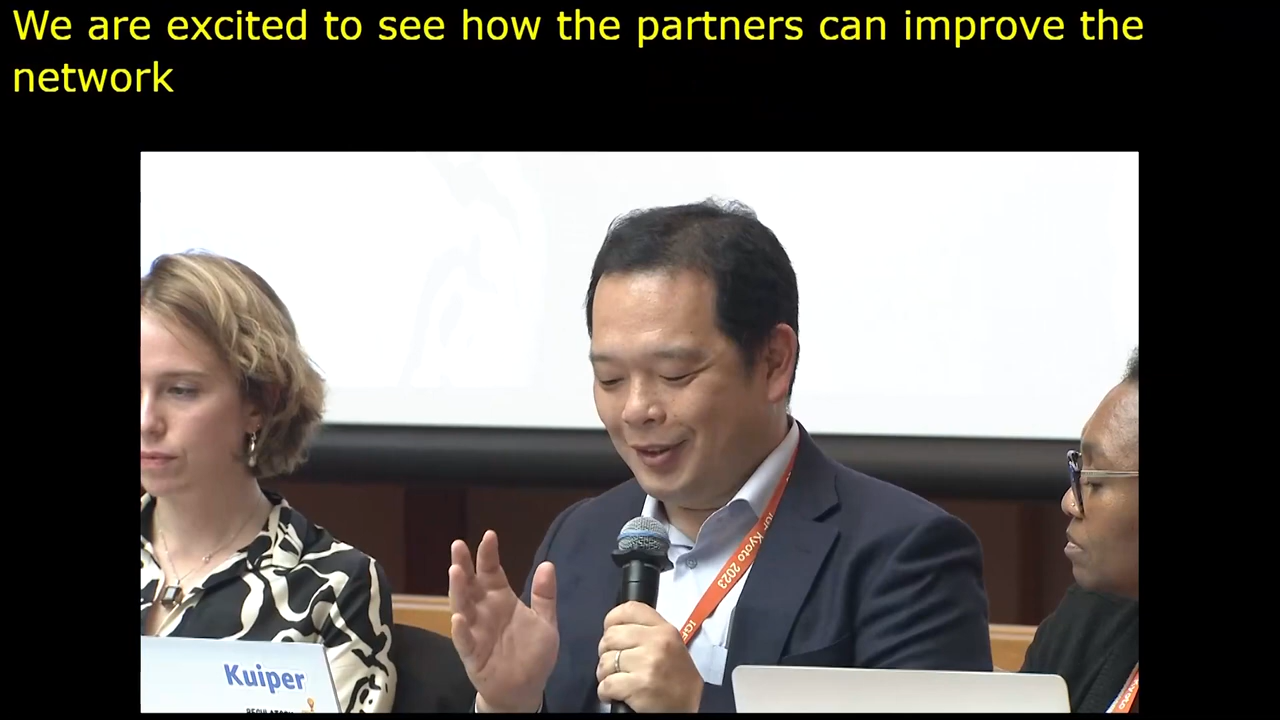 We are excited to see how the partners can improve the
network
IGF Kyoto 2023
Kuiper